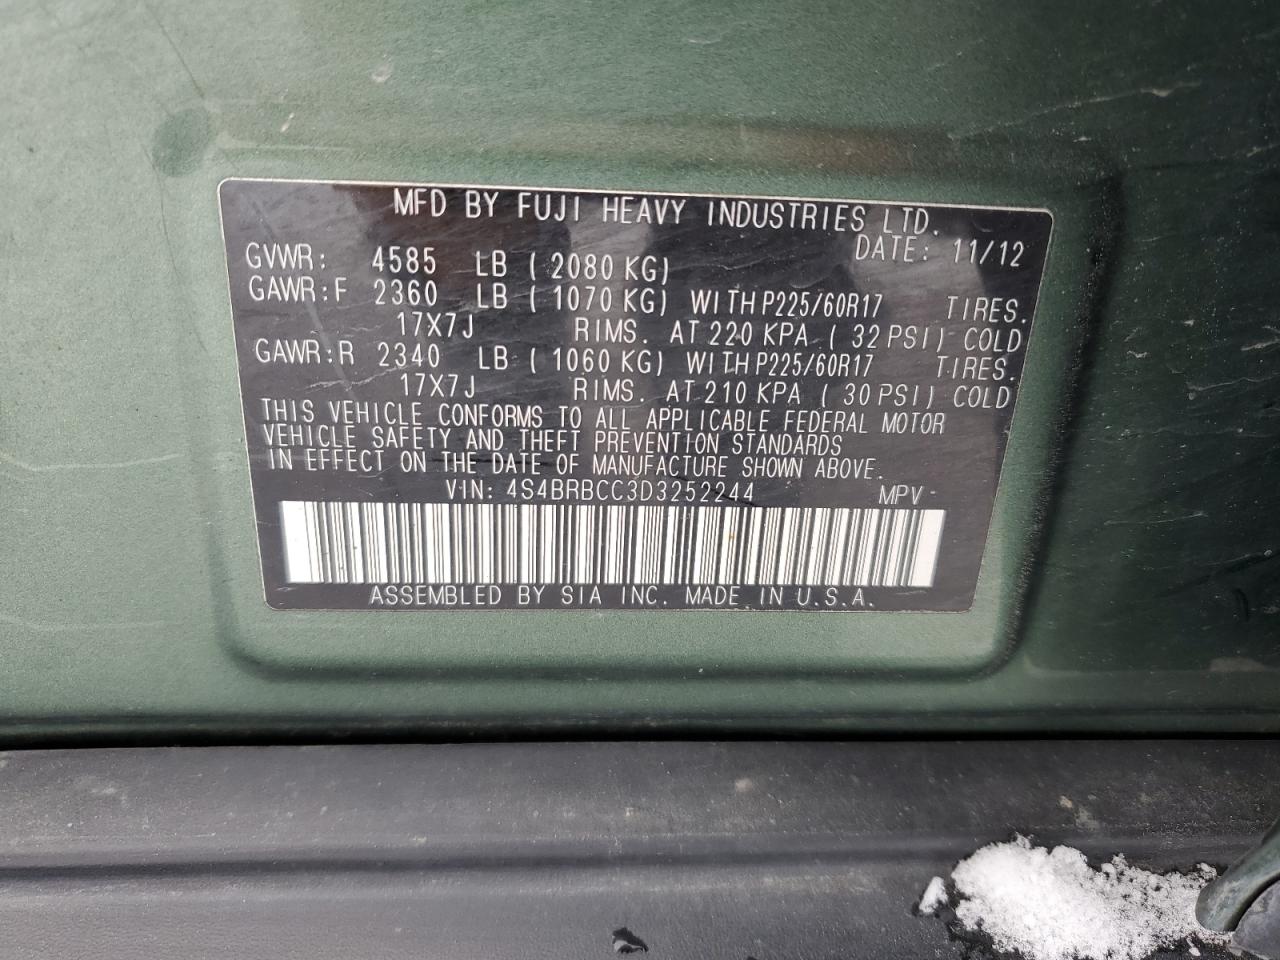 MFD BY FUJI HEAVY INDUSTRIES LTD.
DATE: 11/12
GVWR: 4585 LB (2080 KG)
GAWR:F 2360 LB (1070 KG) WITH P225/60R17 TIRES.
17X7J RIMS. AT 220 KPA (32 PSI) COLD
GAWR:R 2340 LB (1060 KG) WITH P225/60R17 TIRES.
17X7J RIMS. AT 210 KPA (30 PSI) COLD
THIS VEHICLE CONFORMS TO ALL APPLICABLE FEDERAL MOTOR
VEHICLE SAFETY AND THEFT PREVENTION STANDARDS
IN EFFECT ON THE DATE OF MANUFACTURE SHOWN ABOVE.
VIN: 4S4BRBCC3D3252244 MPV
ASSEMBLED BY SIA INC. MADE IN U.S.A.